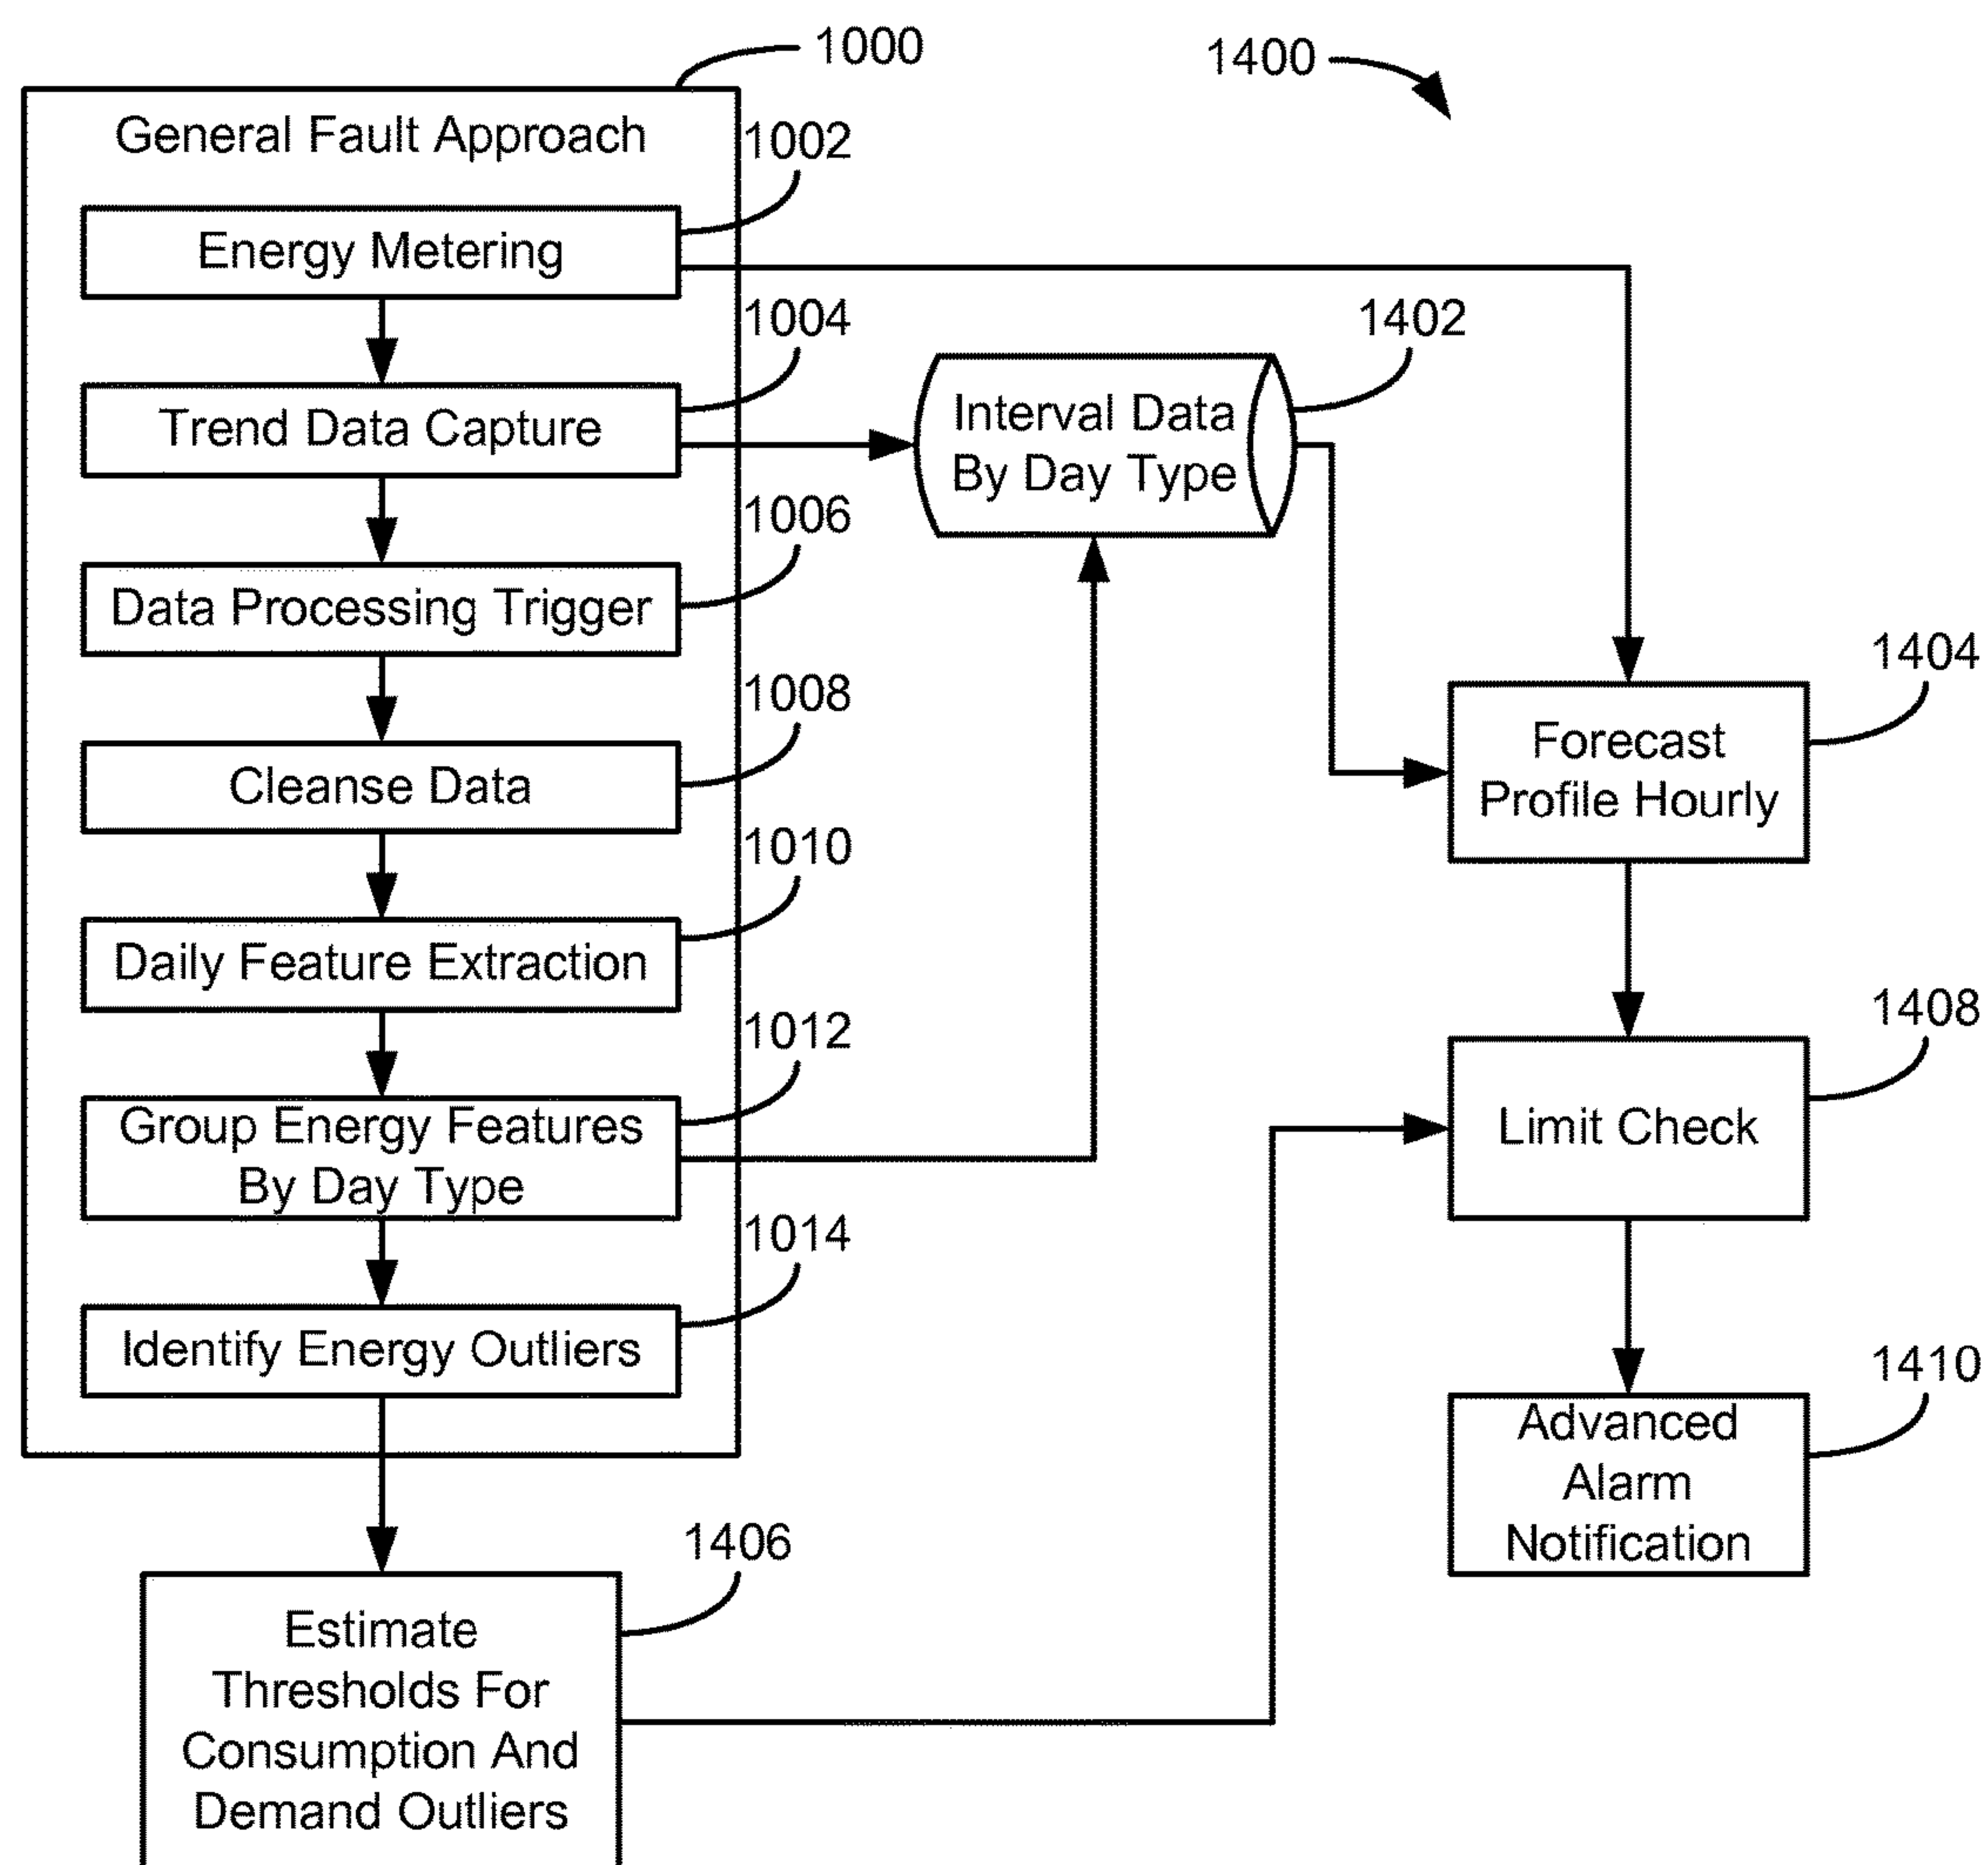 1000
1400
General Fault Approach
1002
Energy Metering
1004
1402
Trend Data Capture
Interval Data
By Day Type
1006
Data Processing Trigger
1404
1008
Forecast
Profile Hourly
Cleanse Data
1010
Daily Feature Extraction
1408
1012
Group Energy Features
By Day Type
Limit Check
1014
Identify Energy Outliers
1410
Advanced
Alarm
Notification
1406
Estimate
Thresholds For
Consumption And
Demand Outliers